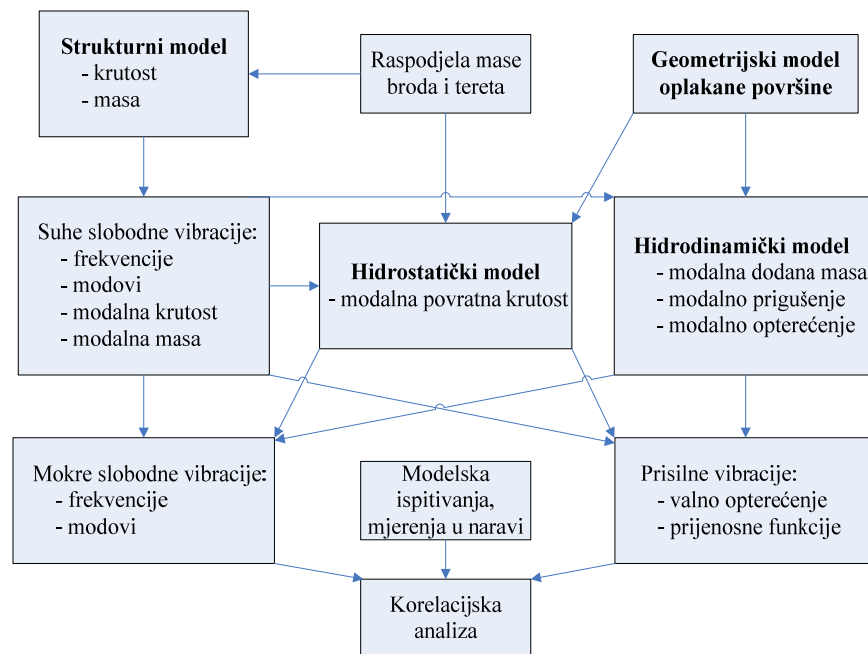 Strukturni model
- krutost
- masa
Raspodjela mase
broda i tereta
Geometrijski model
oplakane površine
Suhe slobodne vibracije:
- frekvencije
- modovi
- modalna krutost
- modalna masa
Hidrostatički model
- modalna povratna krutost
Hidrodinamički model
- modalna dodana masa
- modalno prigušenje
- modalno opterećenje
Mokre slobodne vibracije:
- frekvencije
- modovi
Modelska
ispitivanja,
mjerenja u naravi
Prisilne vibracije:
- valno opterećenje
- prijenosne funkcije
Korelacijska
analiza